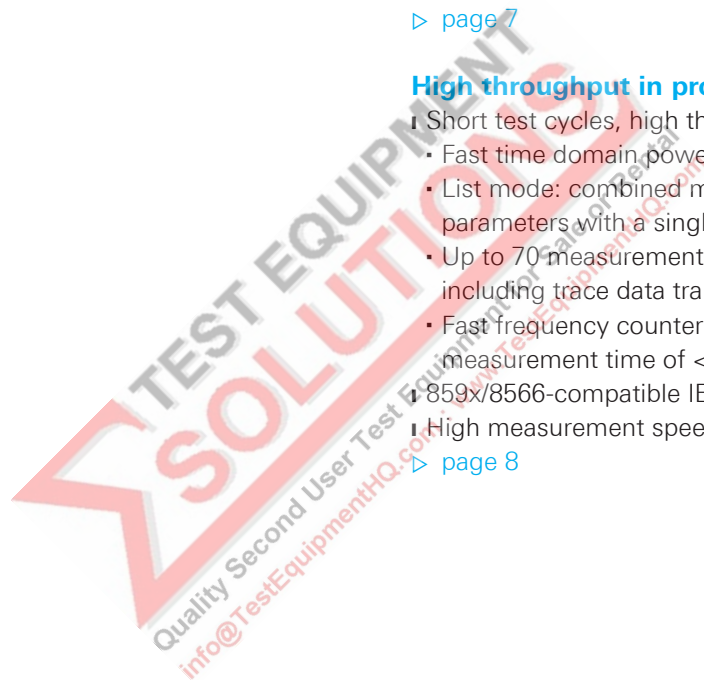 ▷ page 7
High throughput in pro
Short test cycles, high th
▪ Fast time domain powe
▪ List mode: combined m
parameters with a singl
▪ Up to 70 measurement
including trace data tra
▪ Fast frequency counter
measurement time of <
859x/8566-compatible IE
High measurement spee
▷ page 8
TEST EQUIPMENT
SOLUTIONS
Quality Second User Test Equipment for Sale or Rental
info@TestEquipmentHQ.com : www.TestEquipmentHQ.com